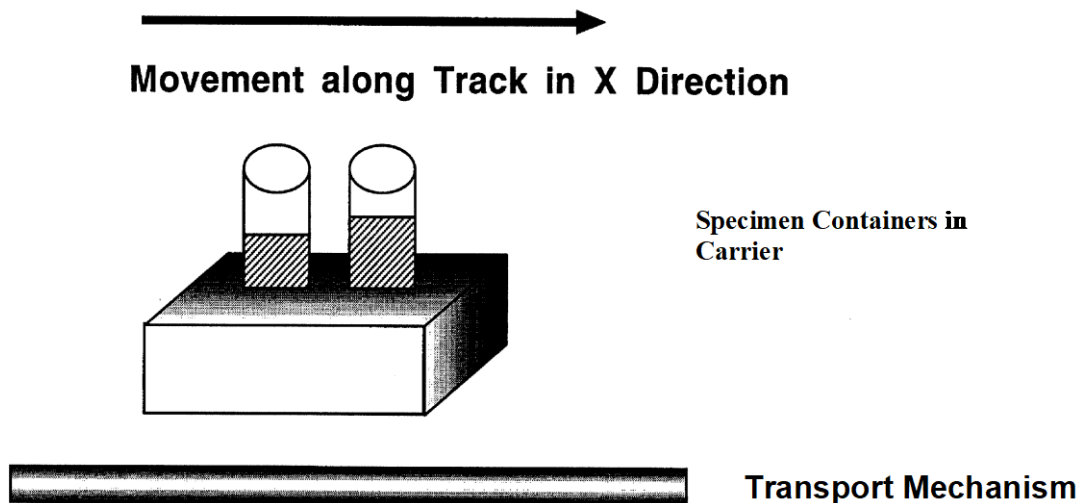 Movement along Track in X Direction
Specimen Containers in
Carrier
Transport Mechanism